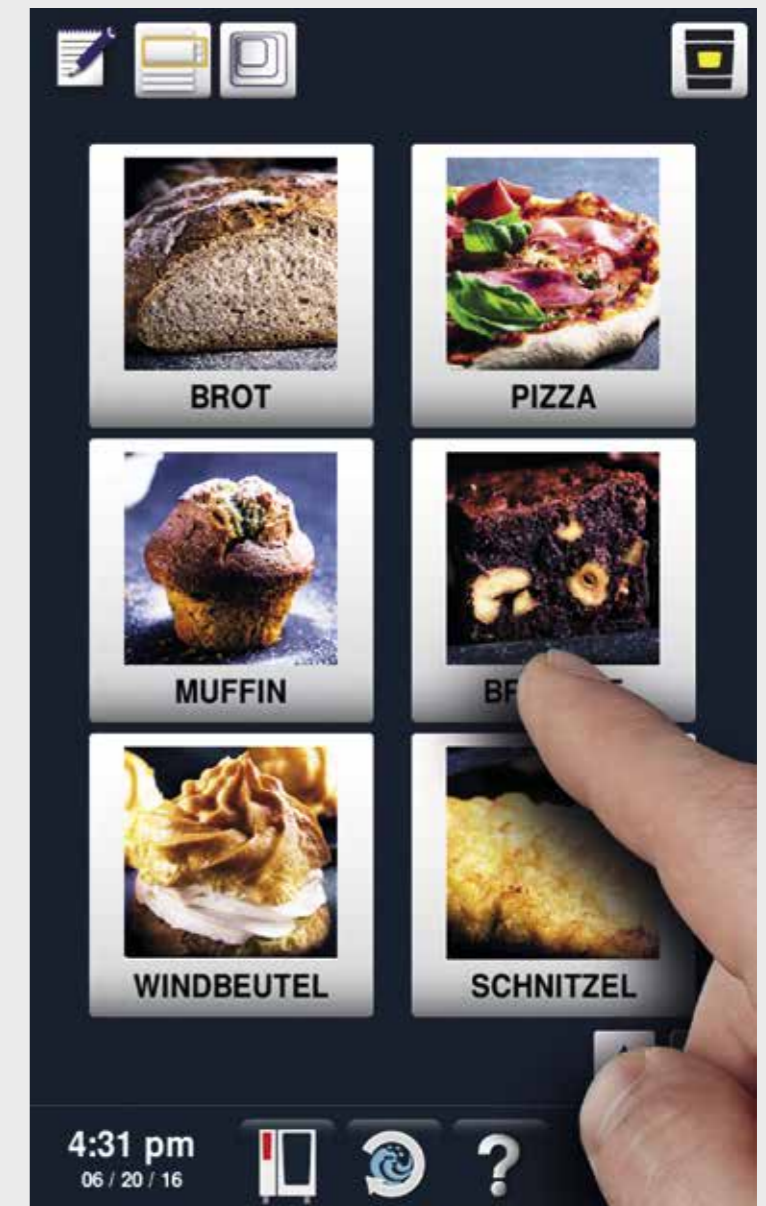 BROT
PIZZA
MUFFIN
WINDBEUTEL
SCHNITZEL
4:31 pm
06 / 20 / 16
?